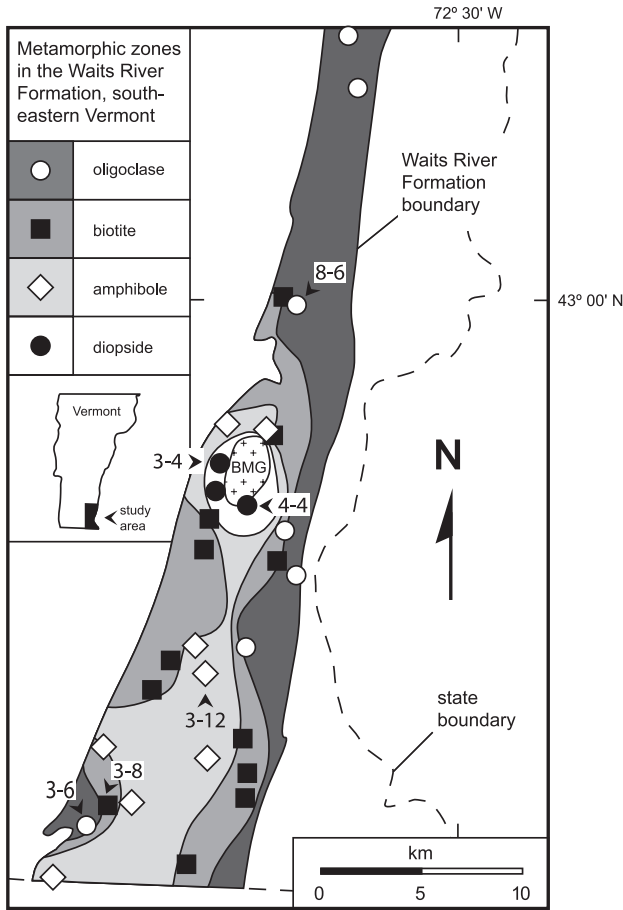 72º 30' W
Metamorphic zones
in the Waits River
Formation, south-
eastern Vermont
oligoclase
biotite
amphibole
diopside
Vermont
study
area
Waits River
Formation
boundary
8-6
43º 00' N
3-4
BMG
4-4
N
3-12
state
boundary
3-8
3-6
km
0 5 10